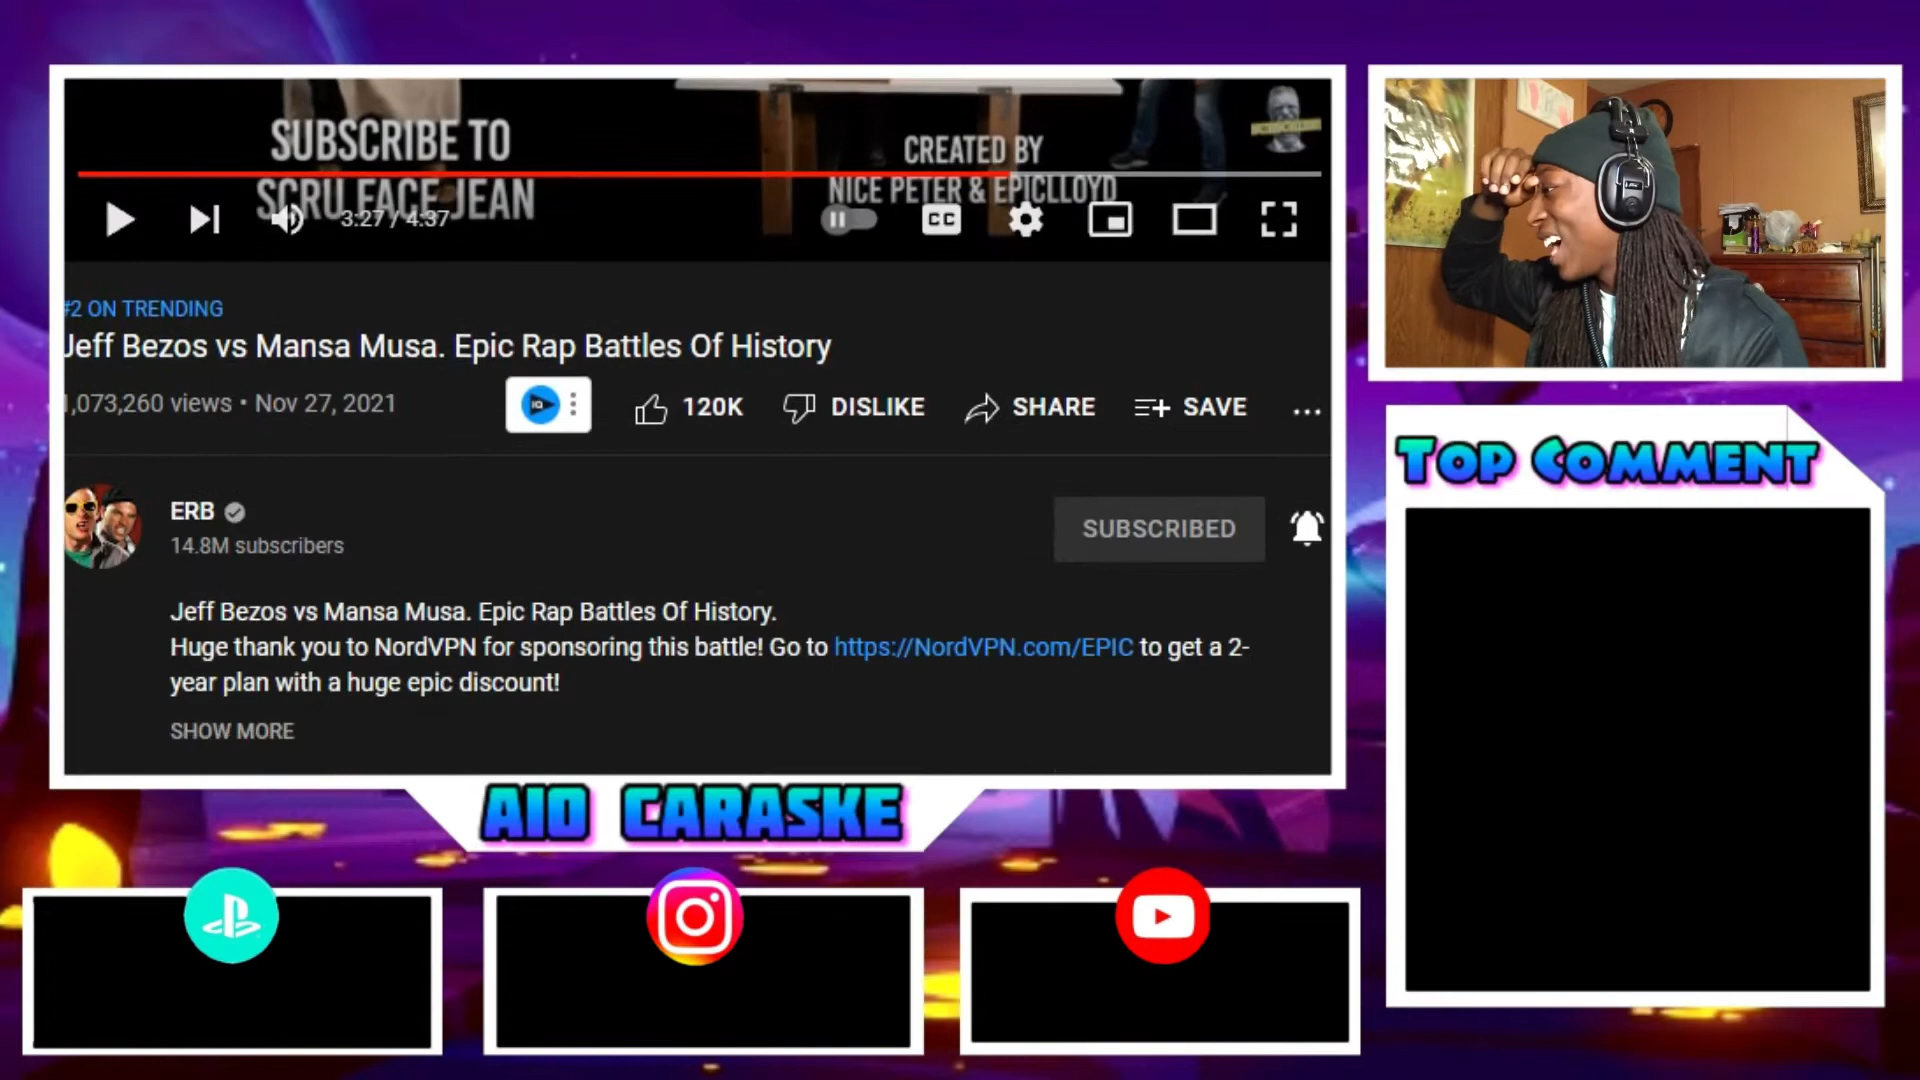 SUBSCRIBE TO
SCRU FACE JEAN
CREATED BY
NICE PETER & EPICLLOYD
3:27 / 4:37
CC
#2 ON TRENDING
Jeff Bezos vs Mansa Musa. Epic Rap Battles Of History
1,073,260 views • Nov 27, 2021
IQ
120K
DISLIKE
SHARE
SAVE
ERB
14.8M subscribers
SUBSCRIBED
Jeff Bezos vs Mansa Musa. Epic Rap Battles Of History.
Huge thank you to NordVPN for sponsoring this battle! Go to https://NordVPN.com/EPIC to get a 2-
year plan with a huge epic discount!
SHOW MORE
TOP COMMENT
AIO CARASKE